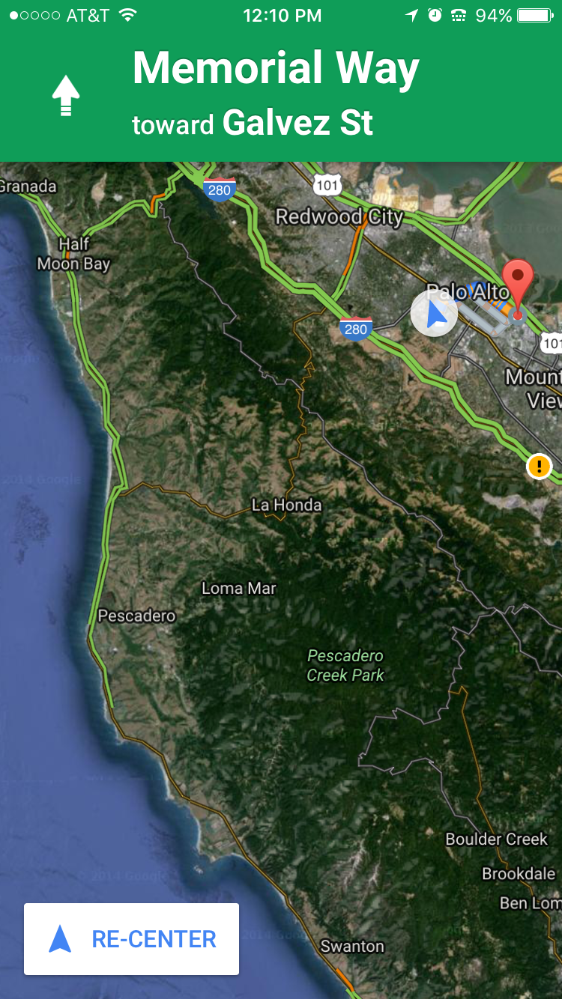 AT&T 12:10 PM 94%
Memorial Way
toward Galvez St
Granada
280
101
Redwood City
Half
Moon Bay
Palo Alto
280
101
Mount
View
!
La Honda
Loma Mar
Pescadero
Pescadero
Creek Park
Boulder Creek
Brookdale
Ben Lom
RE-CENTER
Swanton